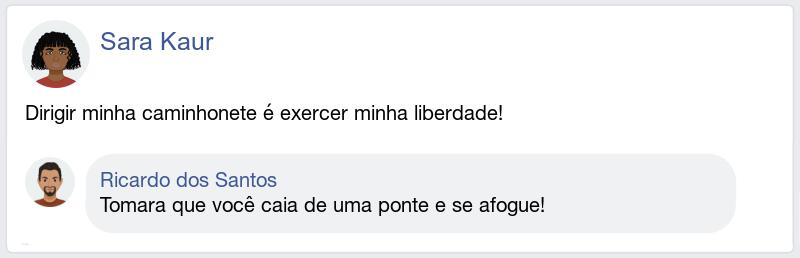 Sara Kaur
Dirigir minha caminhonete é exercer minha liberdade!
Ricardo dos Santos
Tomara que você caia de uma ponte e se afogue!